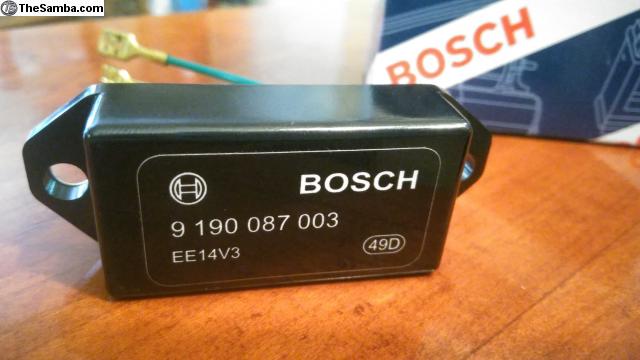 TheSamba.com
BOSCH
BOSCH
9 190 087 003
EE14V3
49D